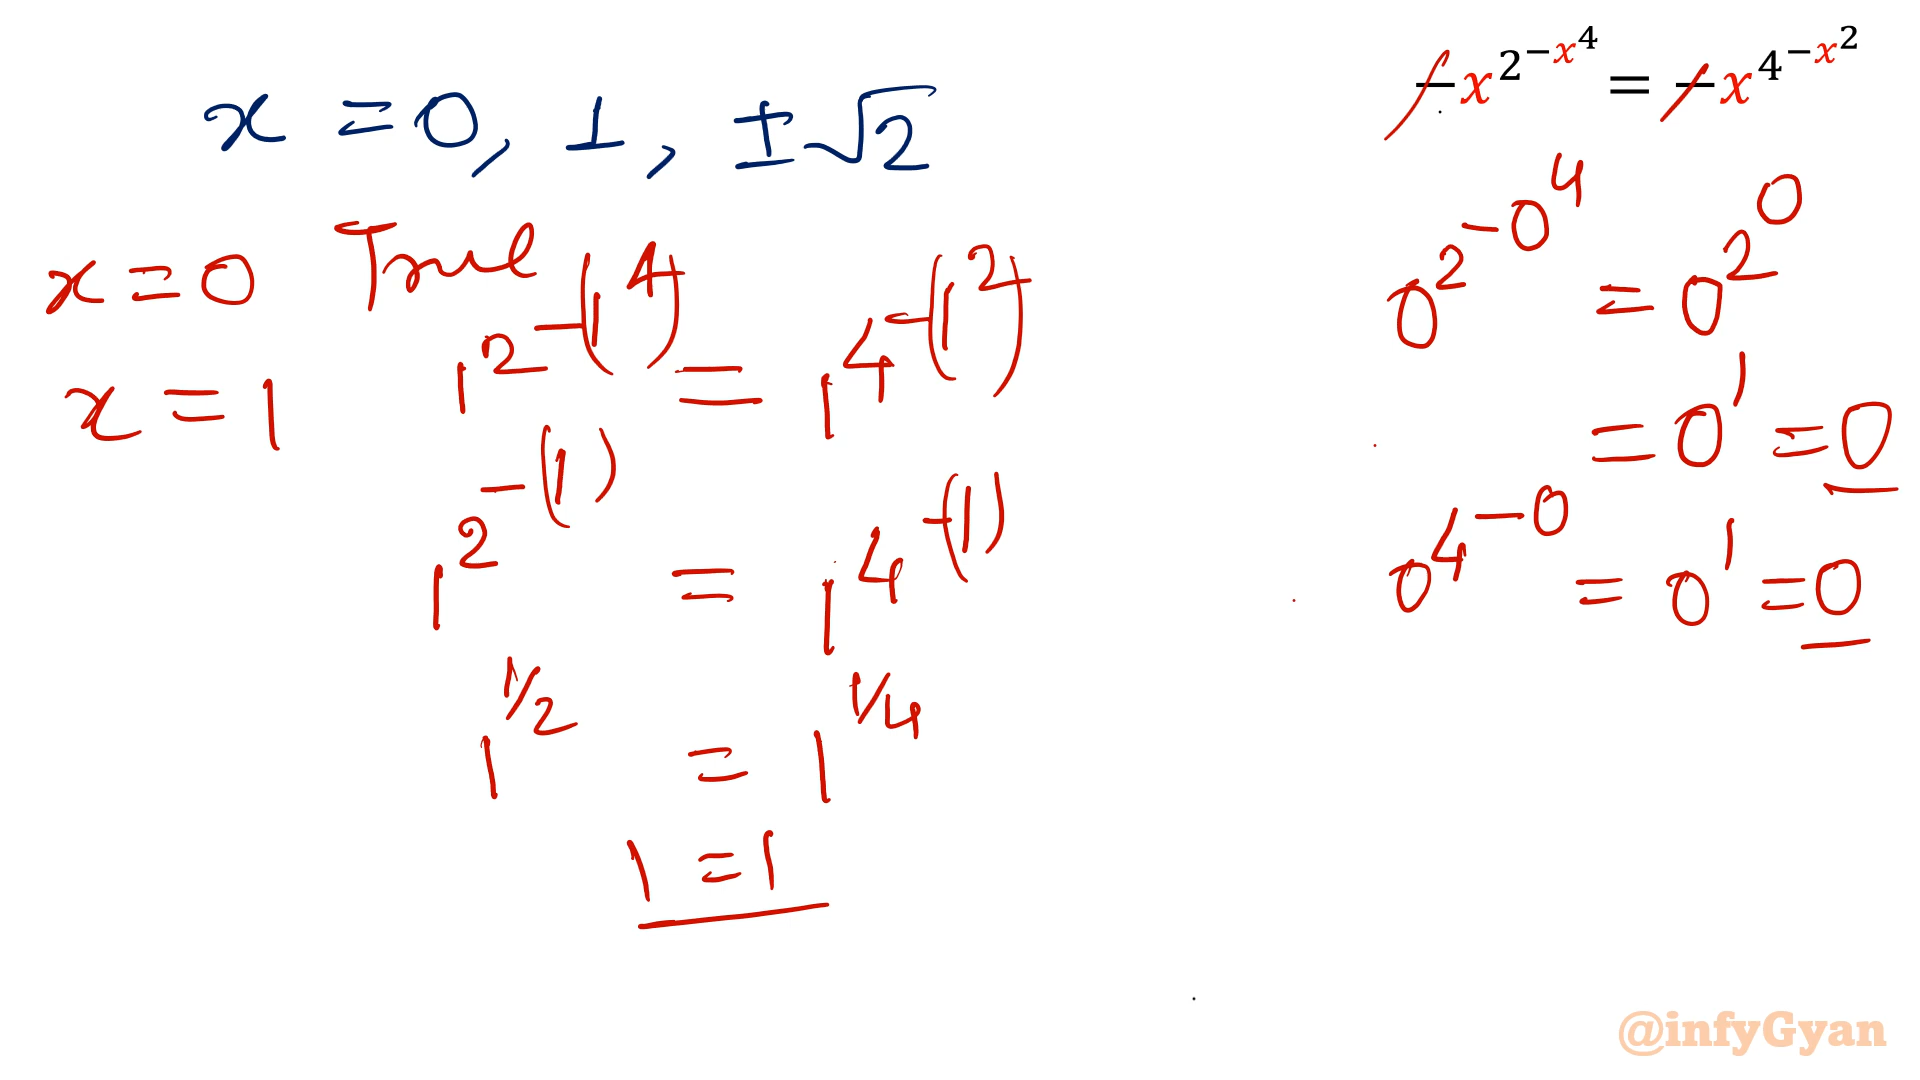 x = 0, 1, ±√2
-x^{2^{-x^4}} = -x^{4^{-x^2}}
x = 0 True
0^{2^{-0^4}} = 0^{2^0}
= 0^1 = 0
0^{4^{-0}} = 0^1 = 0
x = 1
1^{2^{-(1^4)}} = 1^{4^{-(1^2)}}
1^{2^{-(1)}} = 1^{4^{-(1)}}
1^{1/2} = 1^{1/4}
1 = 1
@infyGyan